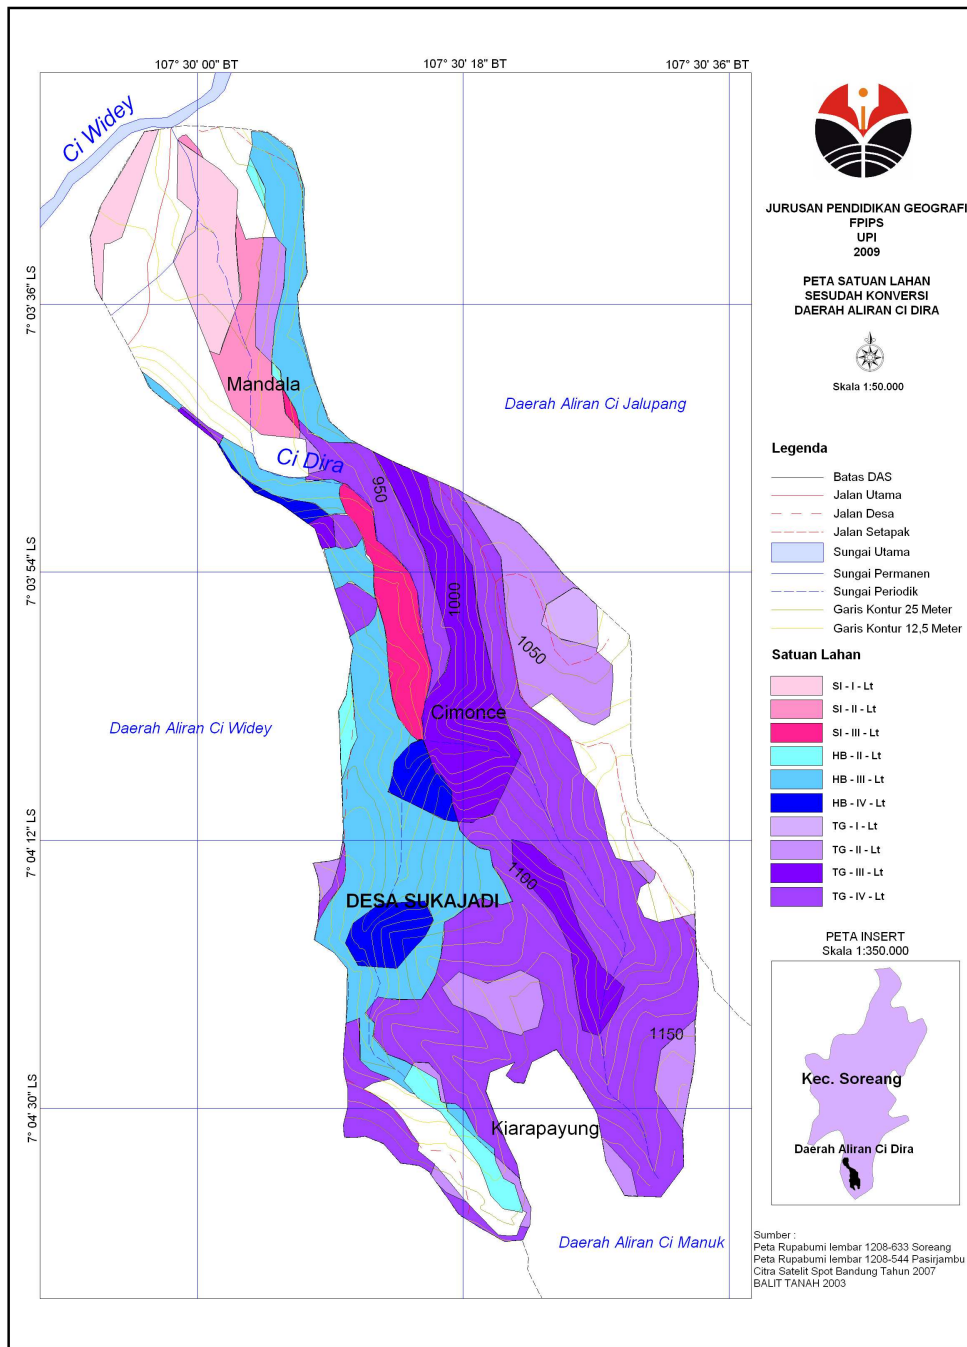 107° 30' 00" BT
107° 30' 18" BT
107° 30' 36" BT
Ci Widey
7° 03' 36" LS
Mandala
Daerah Aliran Ci Jalupang
Ci Dira
950
7° 03' 54" LS
1000
1050
Cimonce
Daerah Aliran Ci Widey
7° 04' 12" LS
1100
DESA SUKAJADI
1150
7° 04' 30" LS
Kiarapayung
Daerah Aliran Ci Manuk
JURUSAN PENDIDIKAN GEOGRAFI
FPIPS
UPI
2009
PETA SATUAN LAHAN
SESUDAH KONVERSI
DAERAH ALIRAN CI DIRA
Skala 1:50.000
Legenda
Batas DAS
Jalan Utama
Jalan Desa
Jalan Setapak
Sungai Utama
Sungai Permanen
Sungai Periodik
Garis Kontur 25 Meter
Garis Kontur 12,5 Meter
Satuan Lahan
SI - I - Lt
SI - II - Lt
SI - III - Lt
HB - II - Lt
HB - III - Lt
HB - IV - Lt
TG - I - Lt
TG - II - Lt
TG - III - Lt
TG - IV - Lt
PETA INSERT
Skala 1:350.000
Kec. Soreang
Daerah Aliran Ci Dira
Sumber :
Peta Rupabumi lembar 1208-633 Soreang
Peta Rupabumi lembar 1208-544 Pasirjambu
Citra Satelit Spot Bandung Tahun 2007
BALIT TANAH 2003